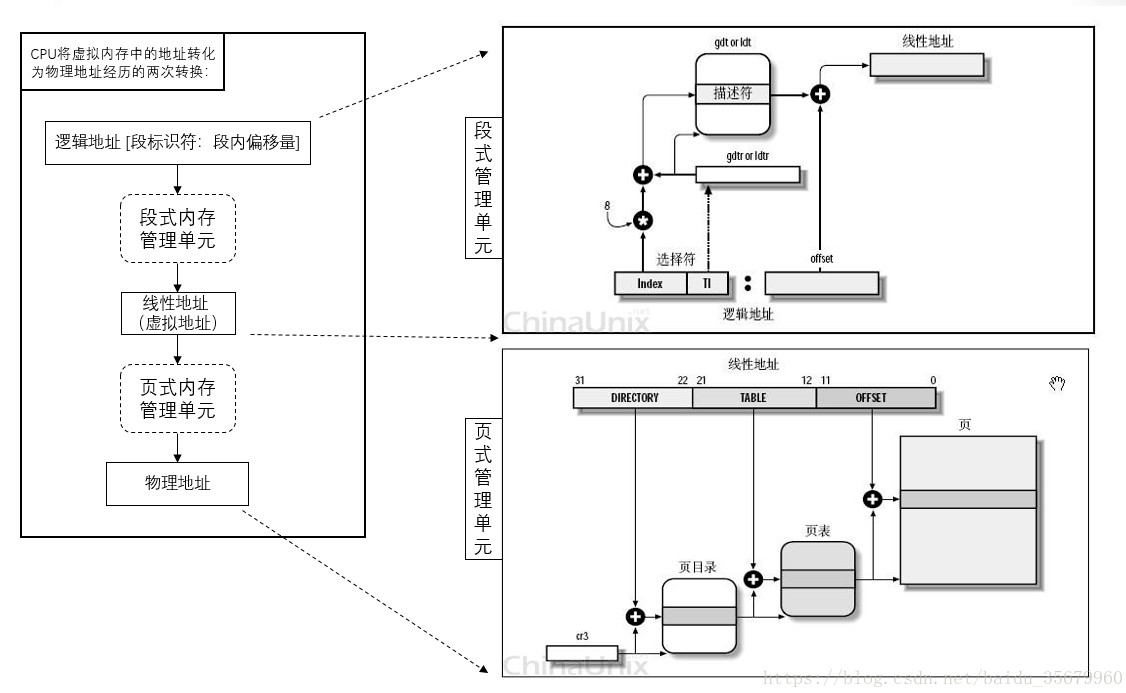 CPU将虚拟内存中的地址转化
为物理地址经历的两次转换：
逻辑地址 [段标识符：段内偏移量]
段式内存
管理单元
线性地址
（虚拟地址）
页式内存
管理单元
物理地址
段式管理单元
gdt or ldt
线性地址
描述符
gdtr or ldtr
8
选择符
offset
Index
TI
:
逻辑地址
ChinaUnix
.net
页式管理单元
线性地址
31
22
21
12
11
0
DIRECTORY
TABLE
OFFSET
页
页表
页目录
cr3
ChinaUnix
https://blog.csdn.net/baidu_35679960